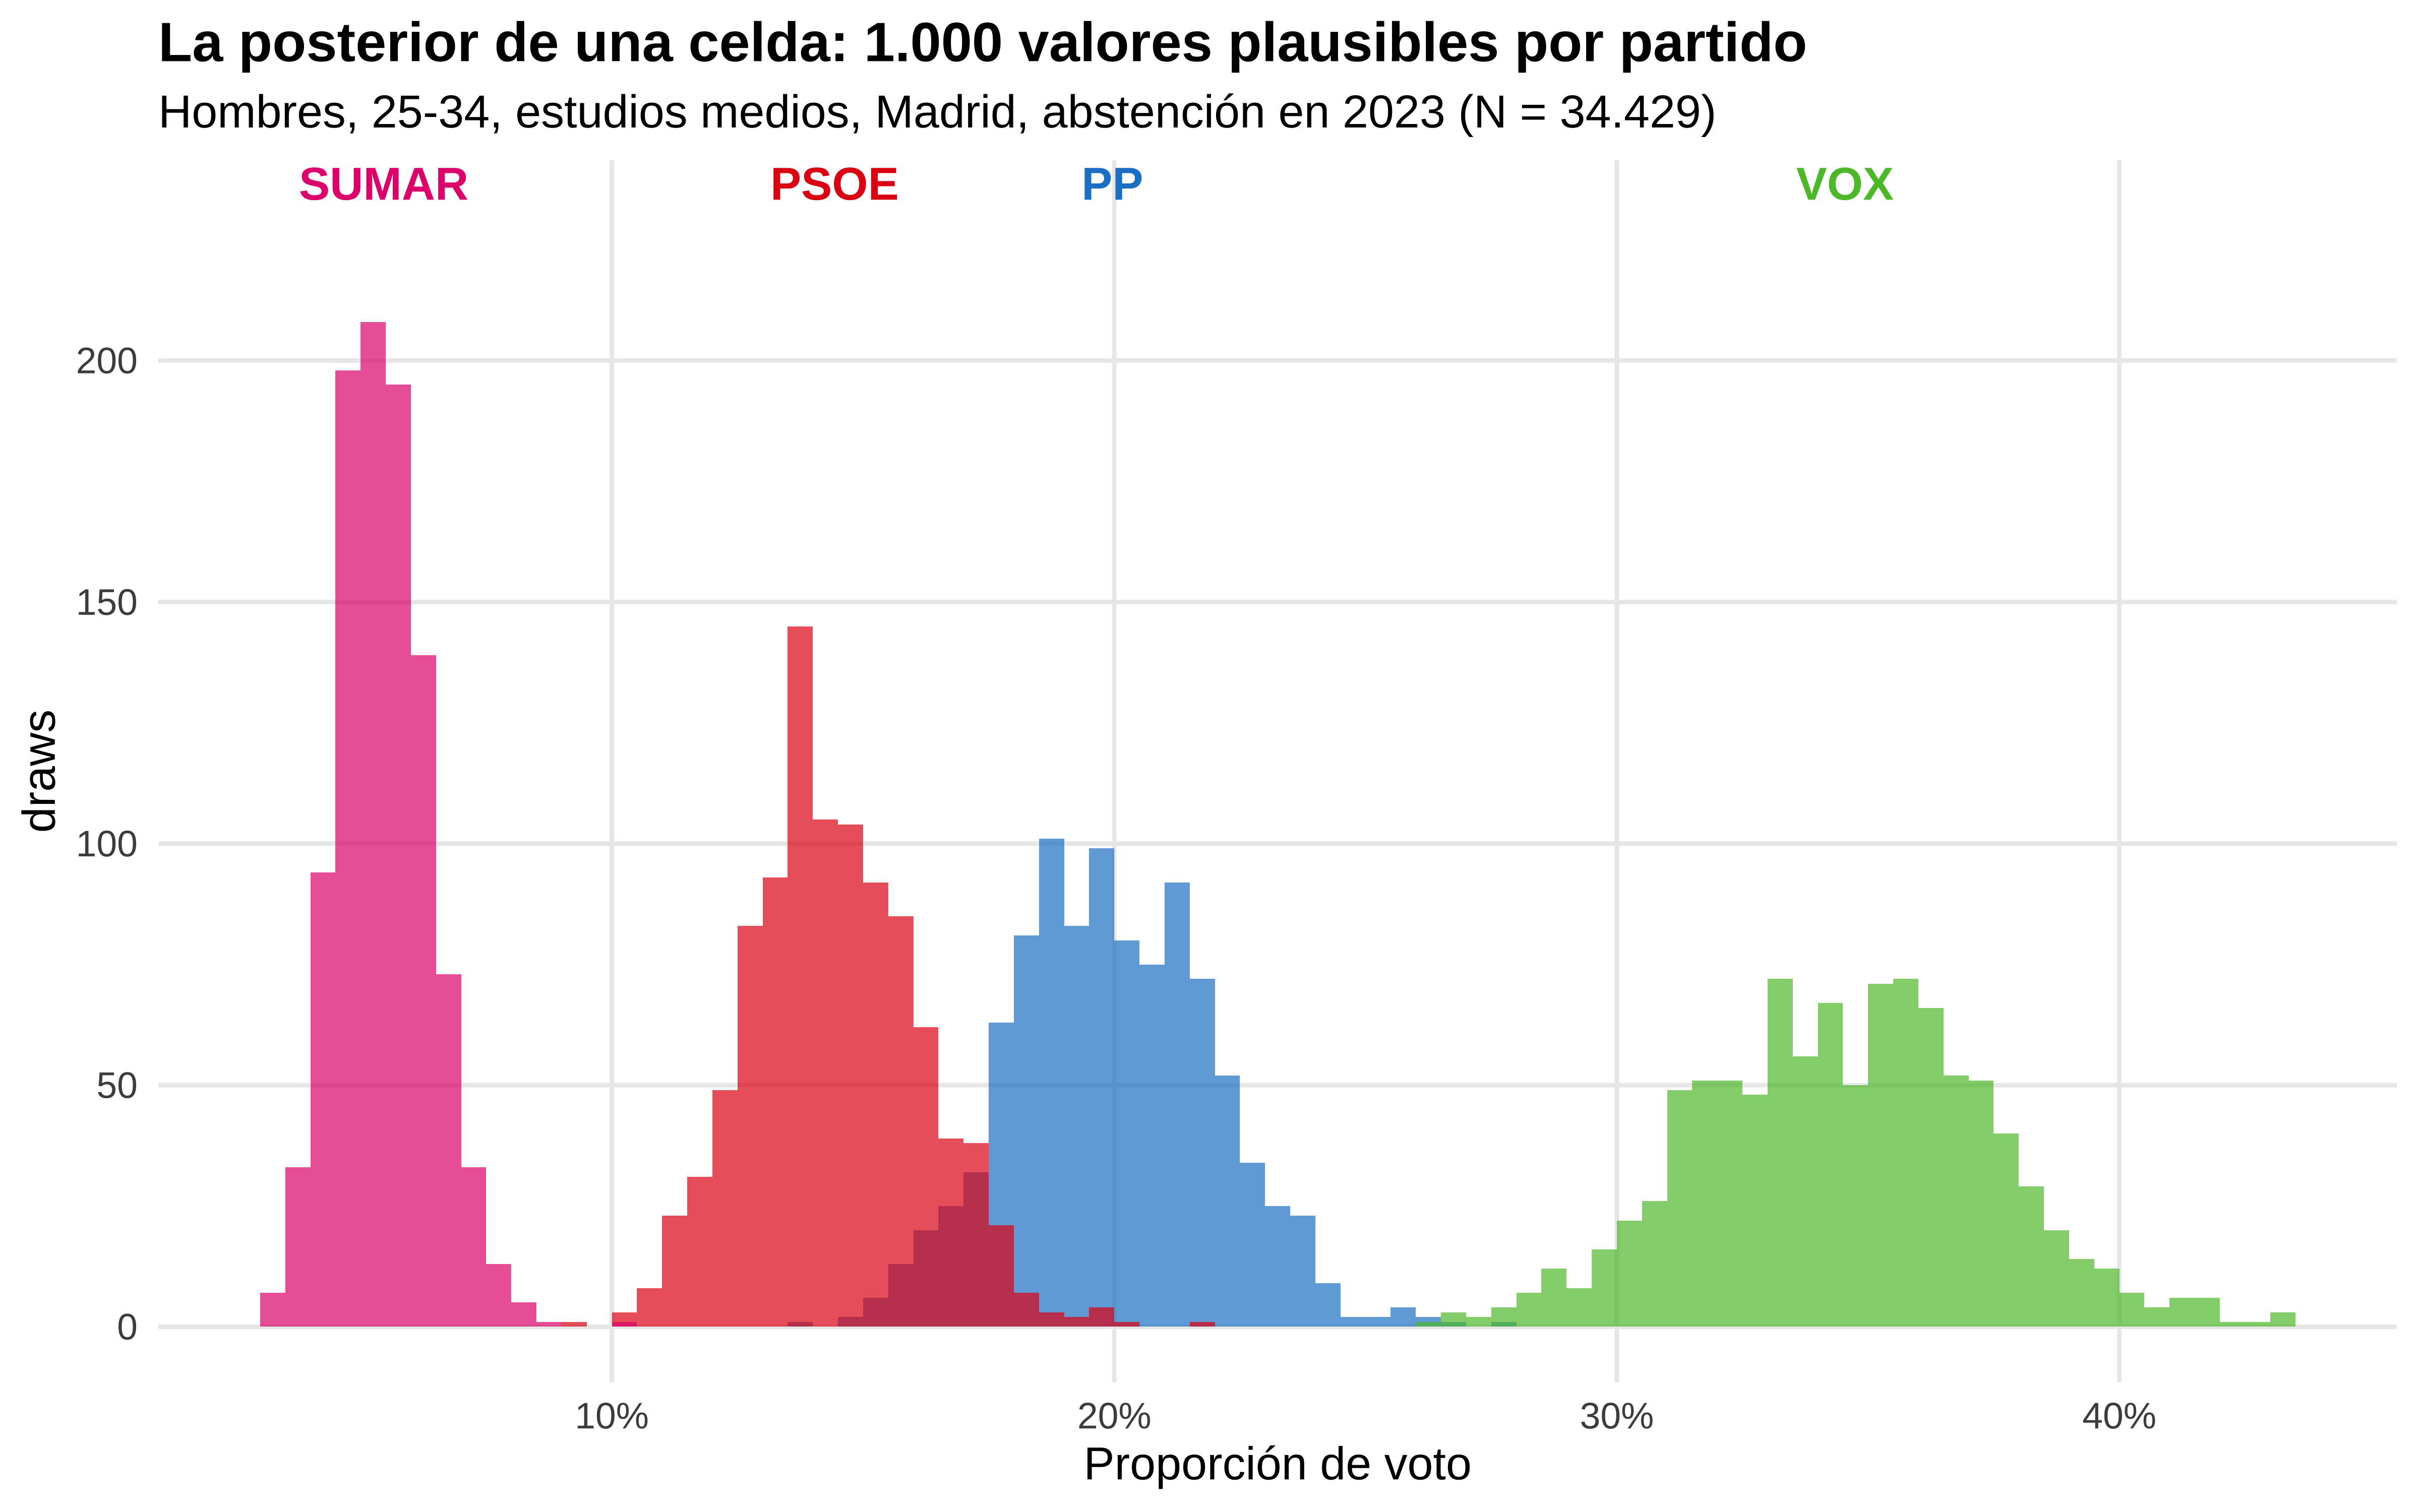 La posterior de una celda: 1.000 valores plausibles por partido
Hombres, 25-34, estudios medios, Madrid, abstención en 2023 (N = 34.429)
SUMAR PSOE PP VOX
200
150
100
50
0
draws
10% 20% 30% 40%
Proporción de voto